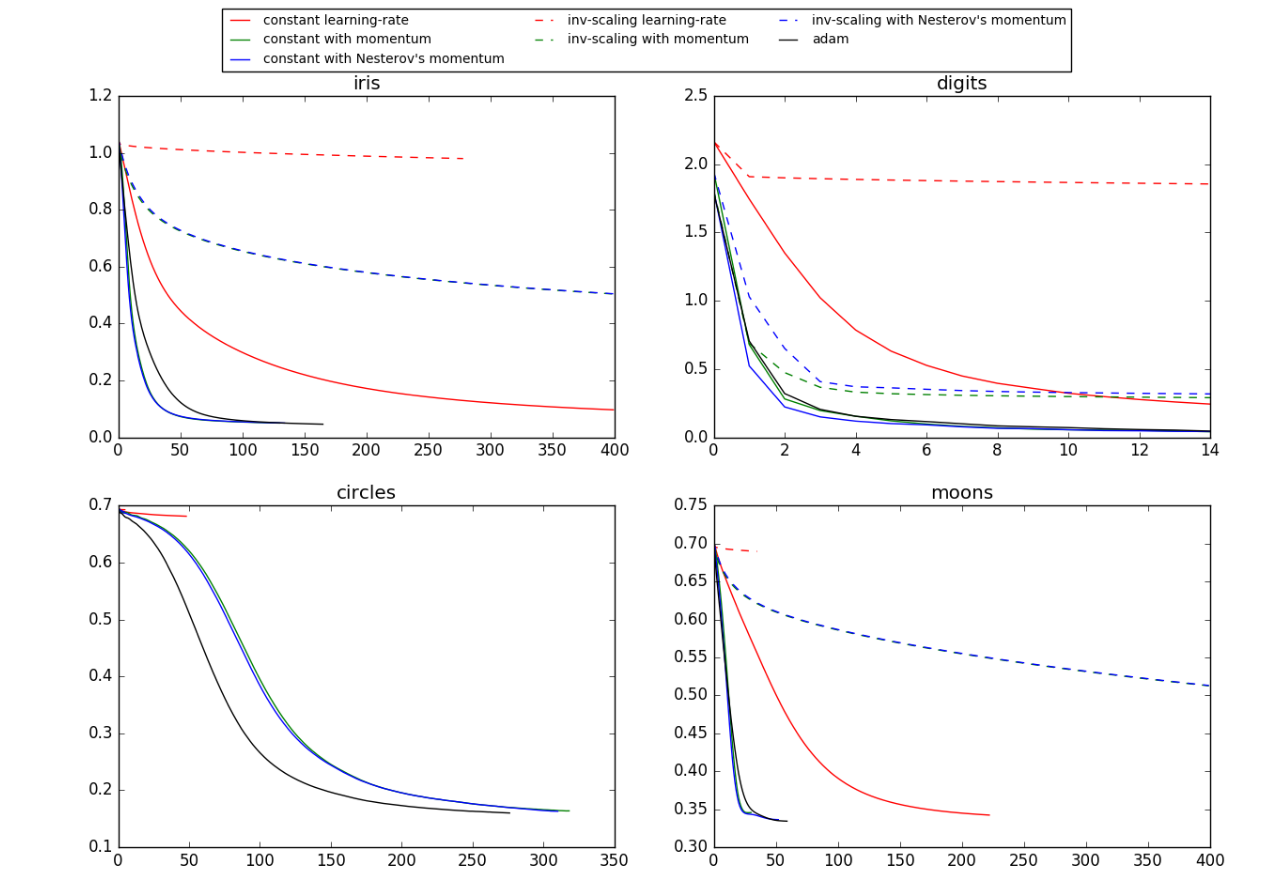 constant learning-rate
constant with momentum
constant with Nesterov's momentum
inv-scaling learning-rate
inv-scaling with momentum
inv-scaling with Nesterov's momentum
adam
iris
1.2
1.0
0.8
0.6
0.4
0.2
0.0
0 50 100 150 200 250 300 350 400
digits
2.5
2.0
1.5
1.0
0.5
0.0
0 2 4 6 8 10 12 14
circles
0.7
0.6
0.5
0.4
0.3
0.2
0.1
0 50 100 150 200 250 300 350
moons
0.75
0.70
0.65
0.60
0.55
0.50
0.45
0.40
0.35
0.30
0 50 100 150 200 250 300 350 400